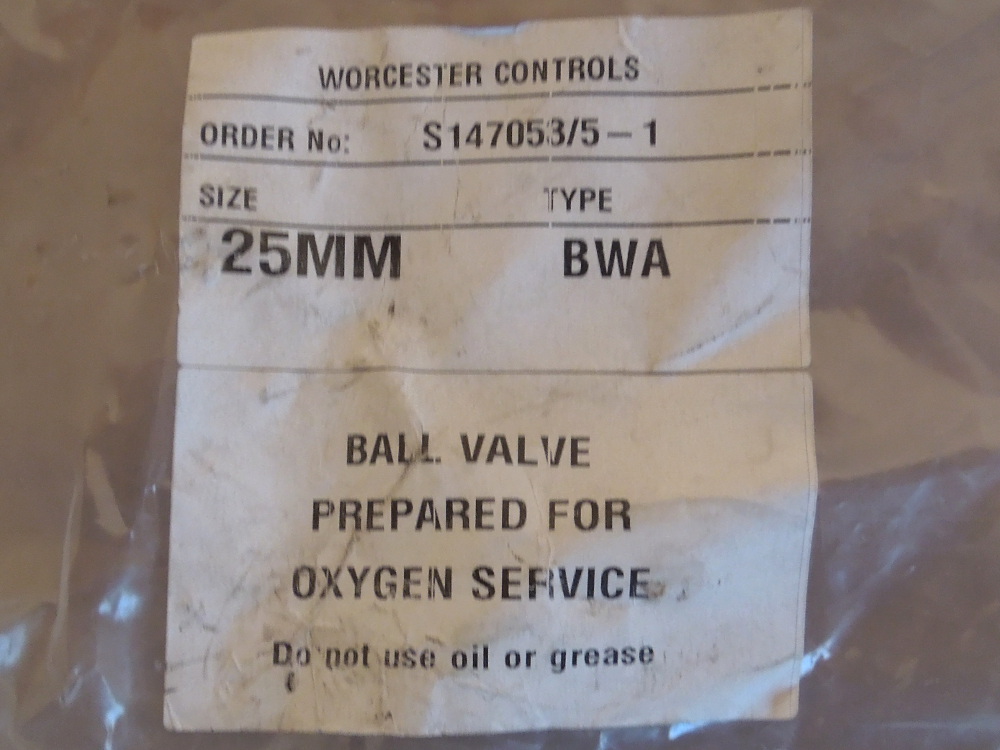 WORCESTER CONTROLS
ORDER No: S147053/5-1
SIZE TYPE
25MM BWA
BALL VALVE
PREPARED FOR
OXYGEN SERVICE
Do not use oil or grease